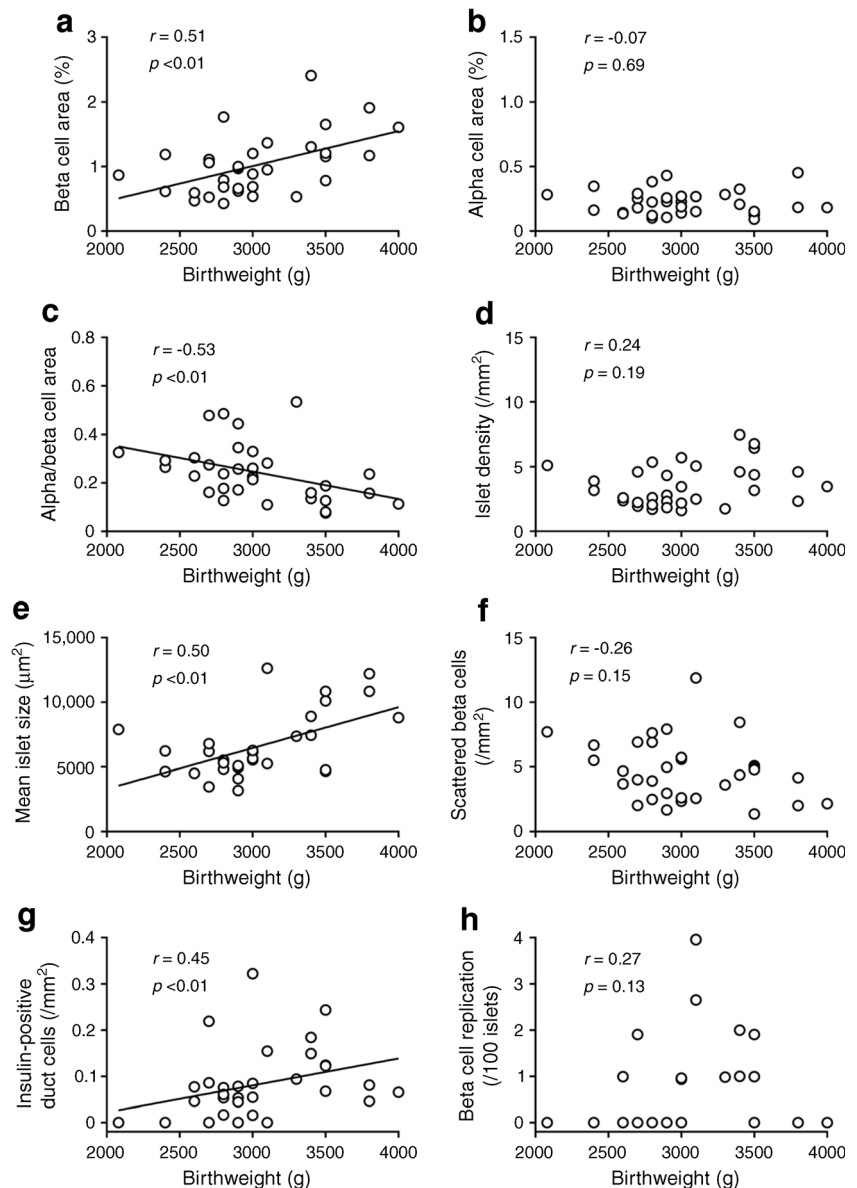 a
r = 0.51
p <0.01
Beta cell area (%)
3
2
1
0
2000 2500 3000 3500 4000
Birthweight (g)
b
r = -0.07
p = 0.69
Alpha cell area (%)
1.5
1.0
0.5
0
2000 2500 3000 3500 4000
Birthweight (g)
c
r = -0.53
p <0.01
Alpha/beta cell area
0.8
0.6
0.4
0.2
0
2000 2500 3000 3500 4000
Birthweight (g)
d
r = 0.24
p = 0.19
Islet density (/mm²)
15
10
5
0
2000 2500 3000 3500 4000
Birthweight (g)
e
r = 0.50
p <0.01
Mean islet size (μm²)
15,000
10,000
5000
0
2000 2500 3000 3500 4000
Birthweight (g)
f
r = -0.26
p = 0.15
Scattered beta cells
(/mm²)
15
10
5
0
2000 2500 3000 3500 4000
Birthweight (g)
g
r = 0.45
p <0.01
Insulin-positive
duct cells (/mm²)
0.4
0.3
0.2
0.1
0
2000 2500 3000 3500 4000
Birthweight (g)
h
r = 0.27
p = 0.13
Beta cell replication
(/100 islets)
4
3
2
1
0
2000 2500 3000 3500 4000
Birthweight (g)